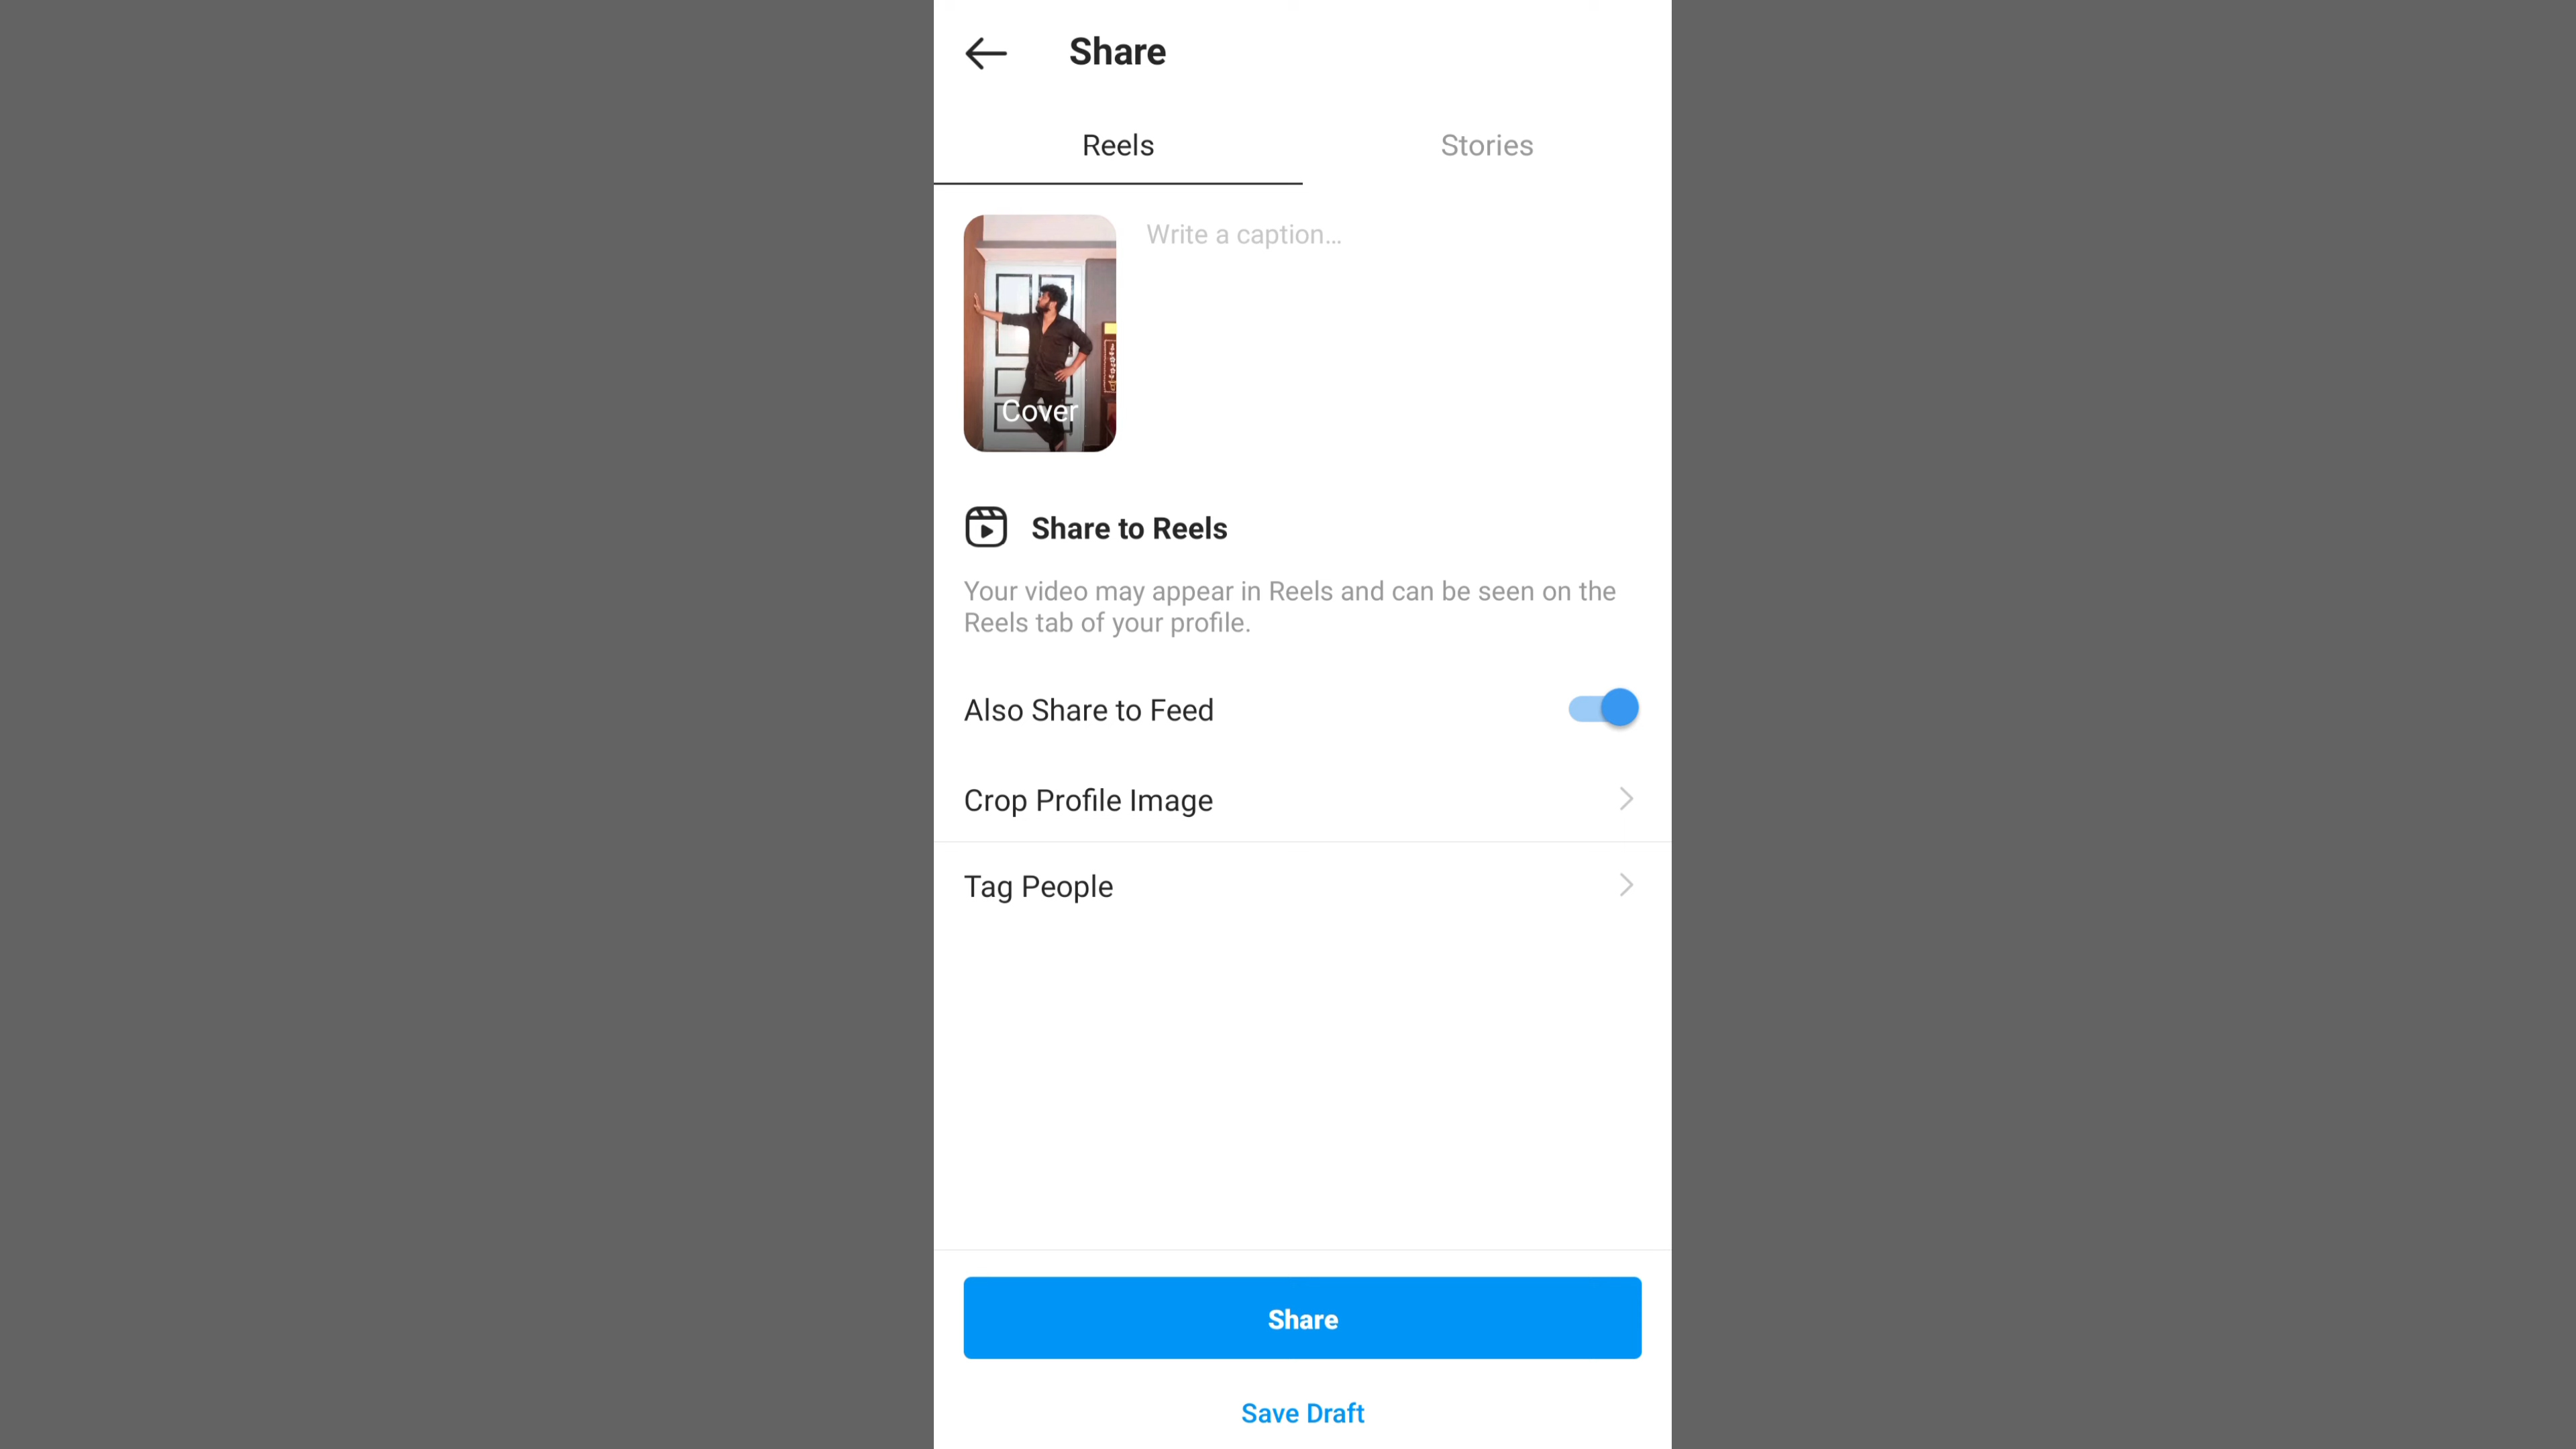 Share
Reels
Stories
Write a caption...
Cover
Share to Reels
Your video may appear in Reels and can be seen on the
Reels tab of your profile.
Also Share to Feed
Crop Profile Image
Tag People
Share
Save Draft